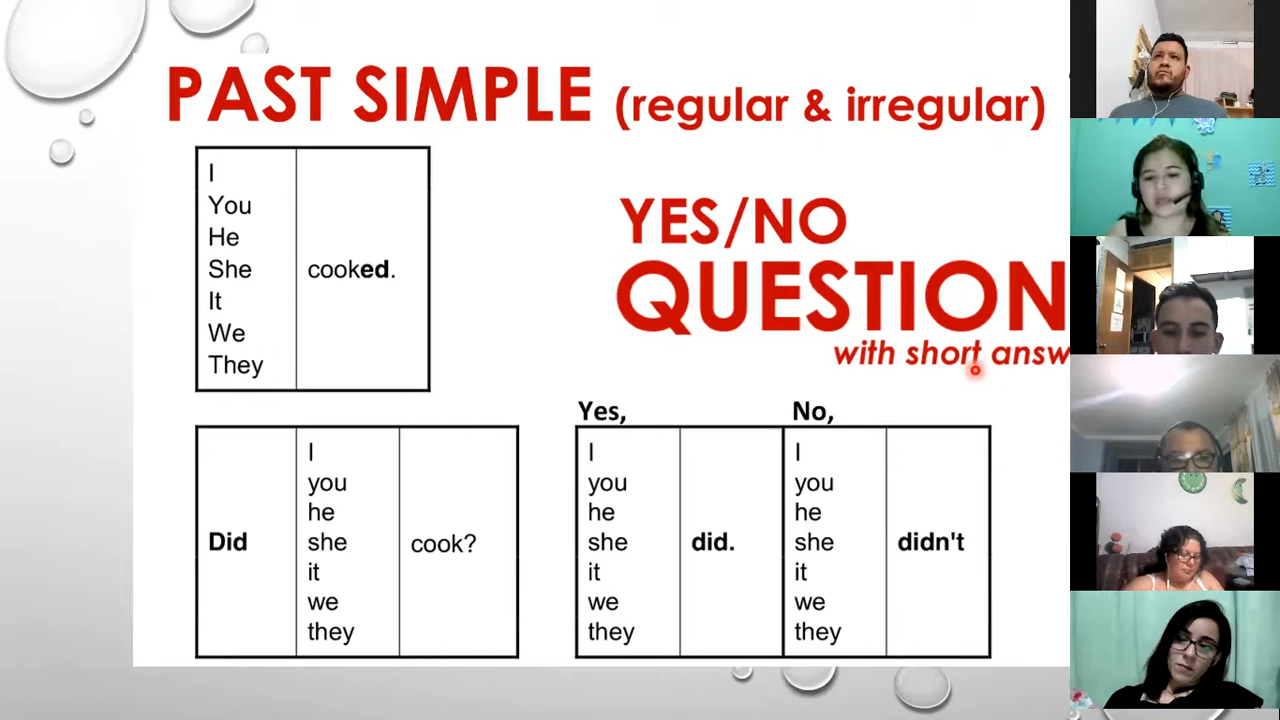 PAST SIMPLE (regular & irregular)
I
You
He
She
It
We
They
cooked.
YES/NO
QUESTION
with short answ
Did
I
you
he
she
it
we
they
cook?
Yes,
I
you
he
she
it
we
they
did.
No,
I
you
he
she
it
we
they
didn't